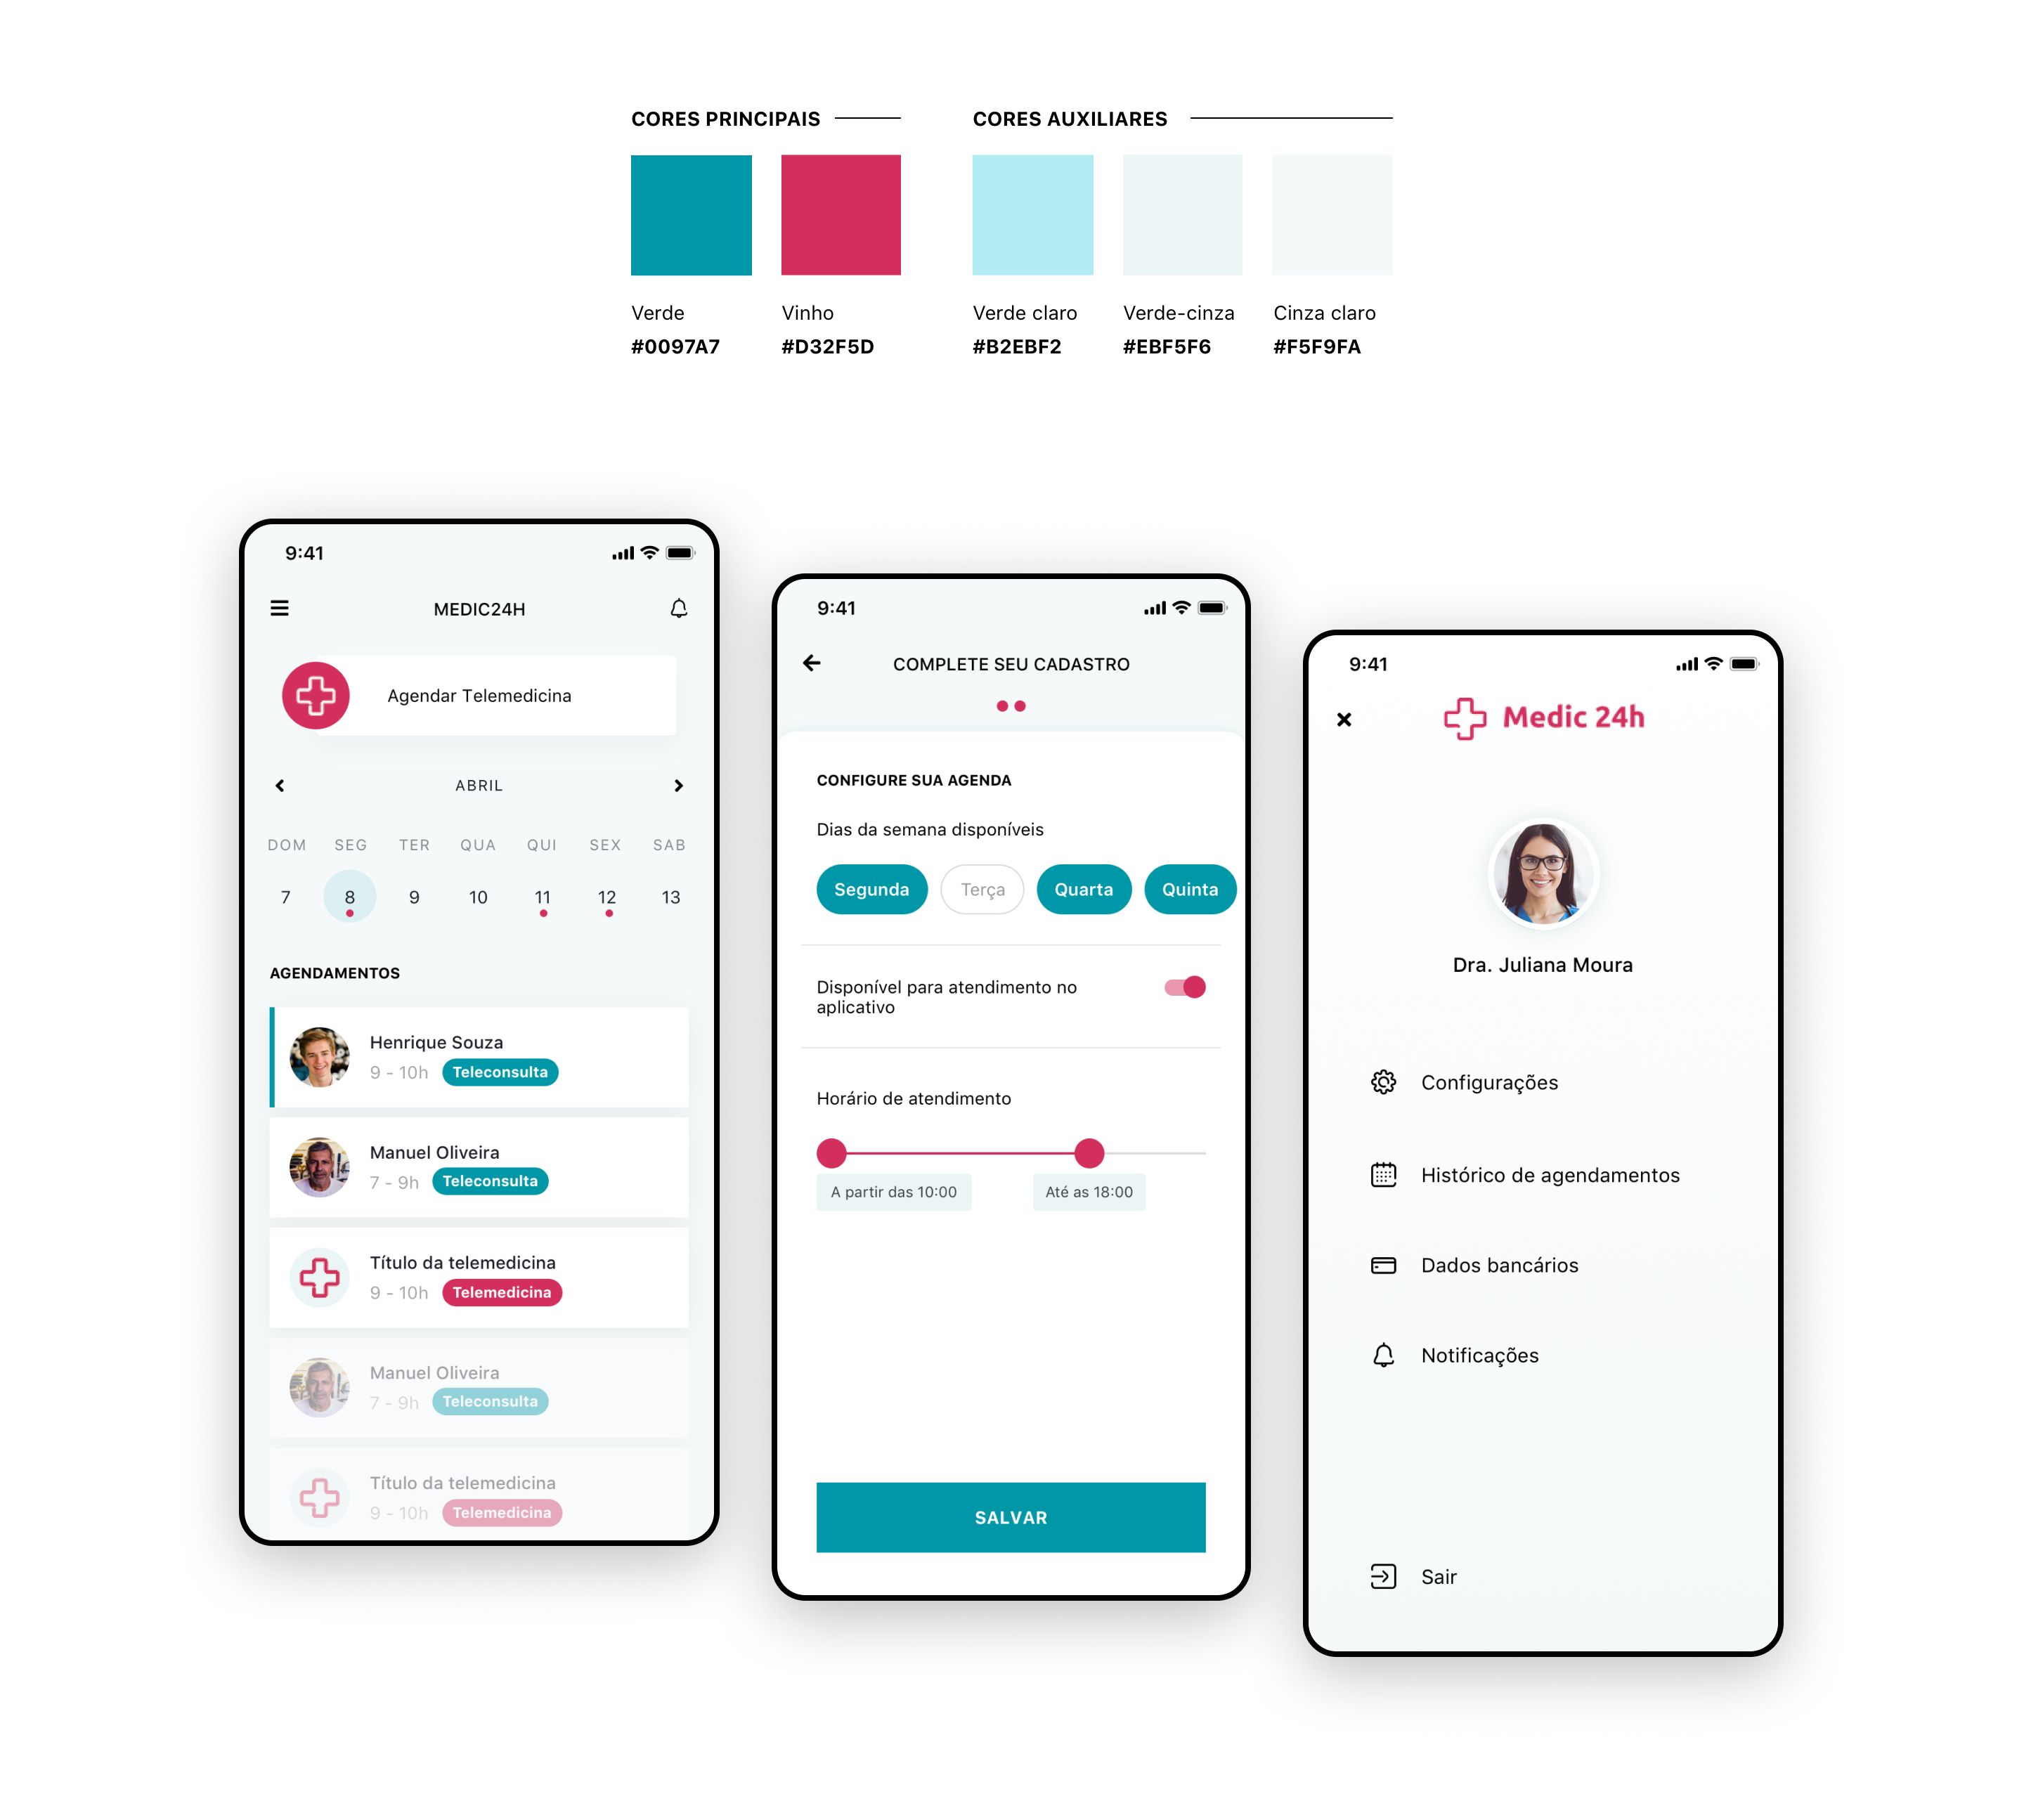 CORES PRINCIPAIS
CORES AUXILIARES
Verde
#0097A7
Vinho
#D32F5D
Verde claro
#B2EBF2
Verde-cinza
#EBF5F6
Cinza claro
#F5F9FA
9:41
MEDIC24H
Agendar Telemedicina
ABRIL
DOM SEG TER QUA QUI SEX SAB
7 8 9 10 11 12 13
AGENDAMENTOS
Henrique Souza
9 - 10h Teleconsulta
Manuel Oliveira
7 - 9h Teleconsulta
Título da telemedicina
9 - 10h Telemedicina
Manuel Oliveira
7 - 9h Teleconsulta
Título da telemedicina
9 - 10h Telemedicina
9:41
COMPLETE SEU CADASTRO
CONFIGURE SUA AGENDA
Dias da semana disponíveis
Segunda Terça Quarta Quinta
Disponível para atendimento no
aplicativo
Horário de atendimento
A partir das 10:00 Até as 18:00
SALVAR
9:41
Medic 24h
Dra. Juliana Moura
Configurações
Histórico de agendamentos
Dados bancários
Notificações
Sair